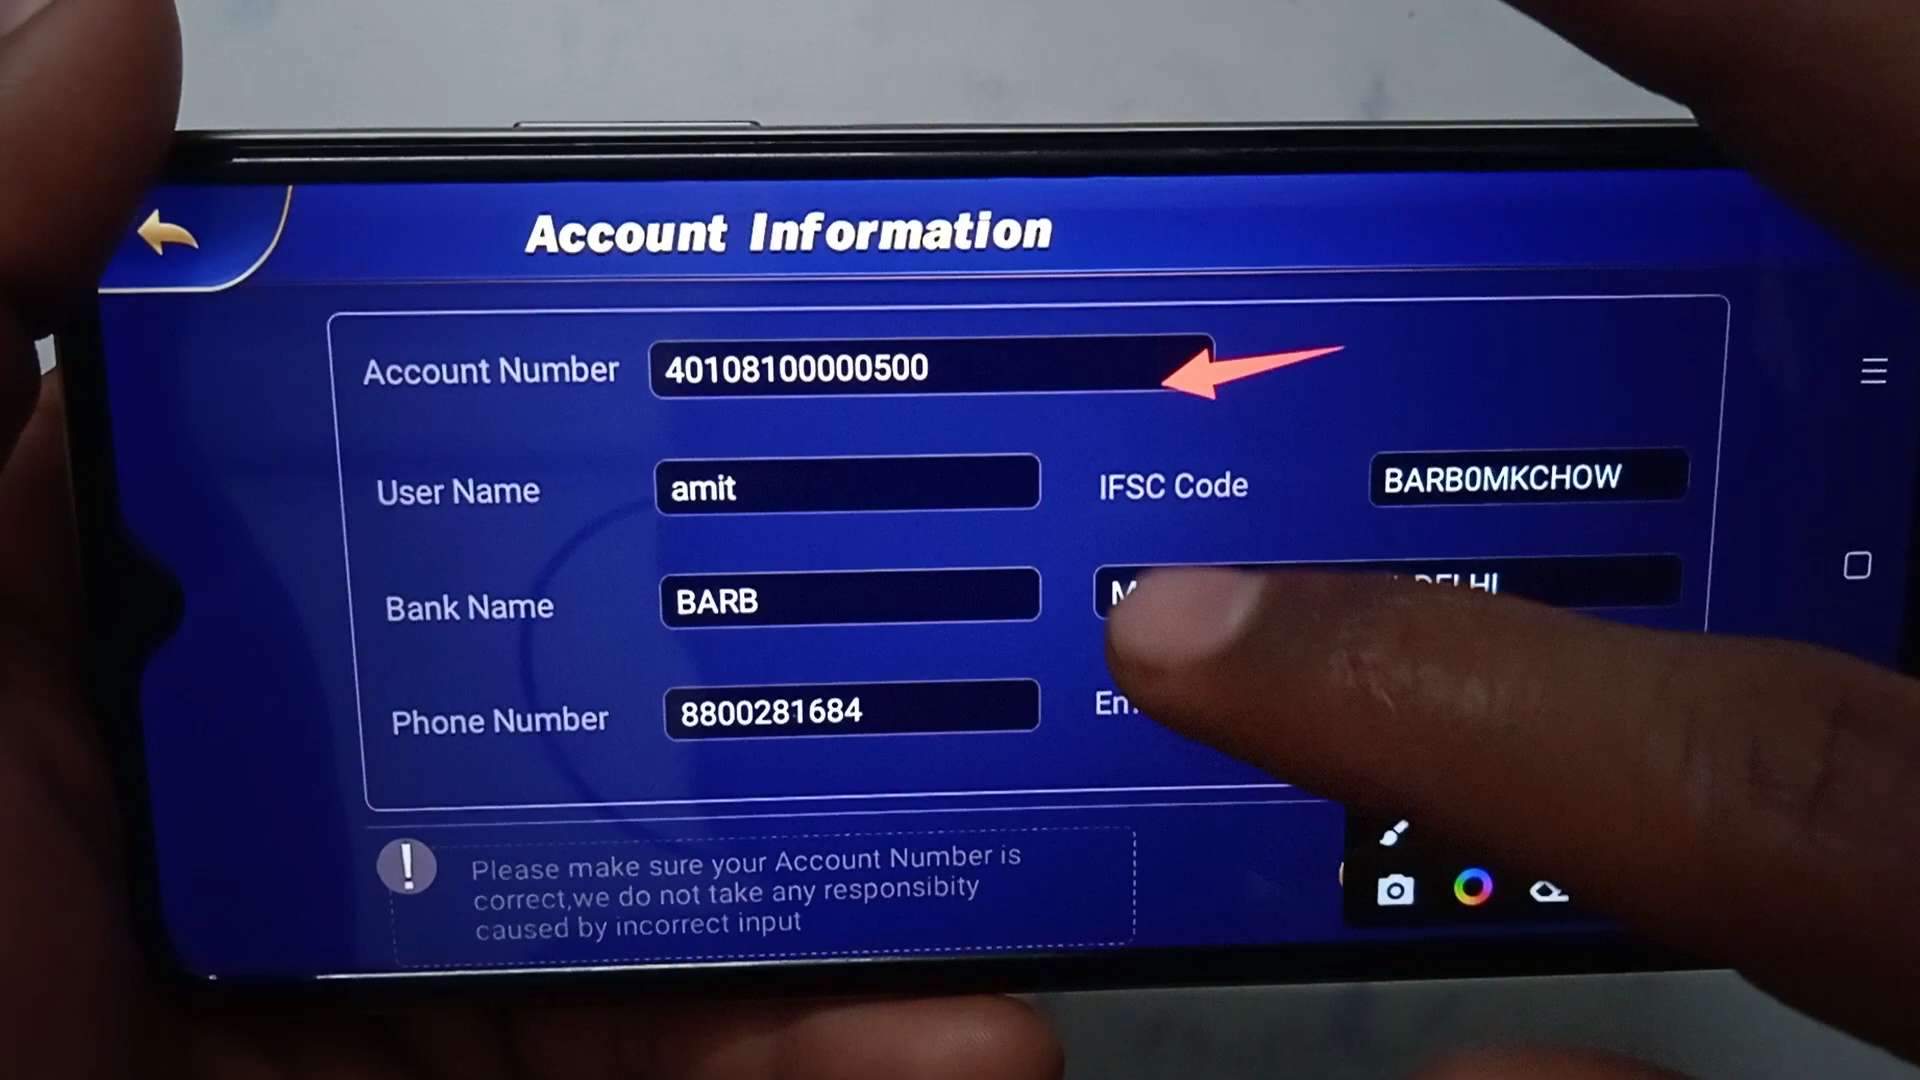 Account Information
Account Number 40108100000500
User Name amit IFSC Code BARB0MKCHOW
Bank Name BARB
Phone Number 8800281684
Please make sure your Account Number is
correct,we do not take any responsibity
caused by incorrect input